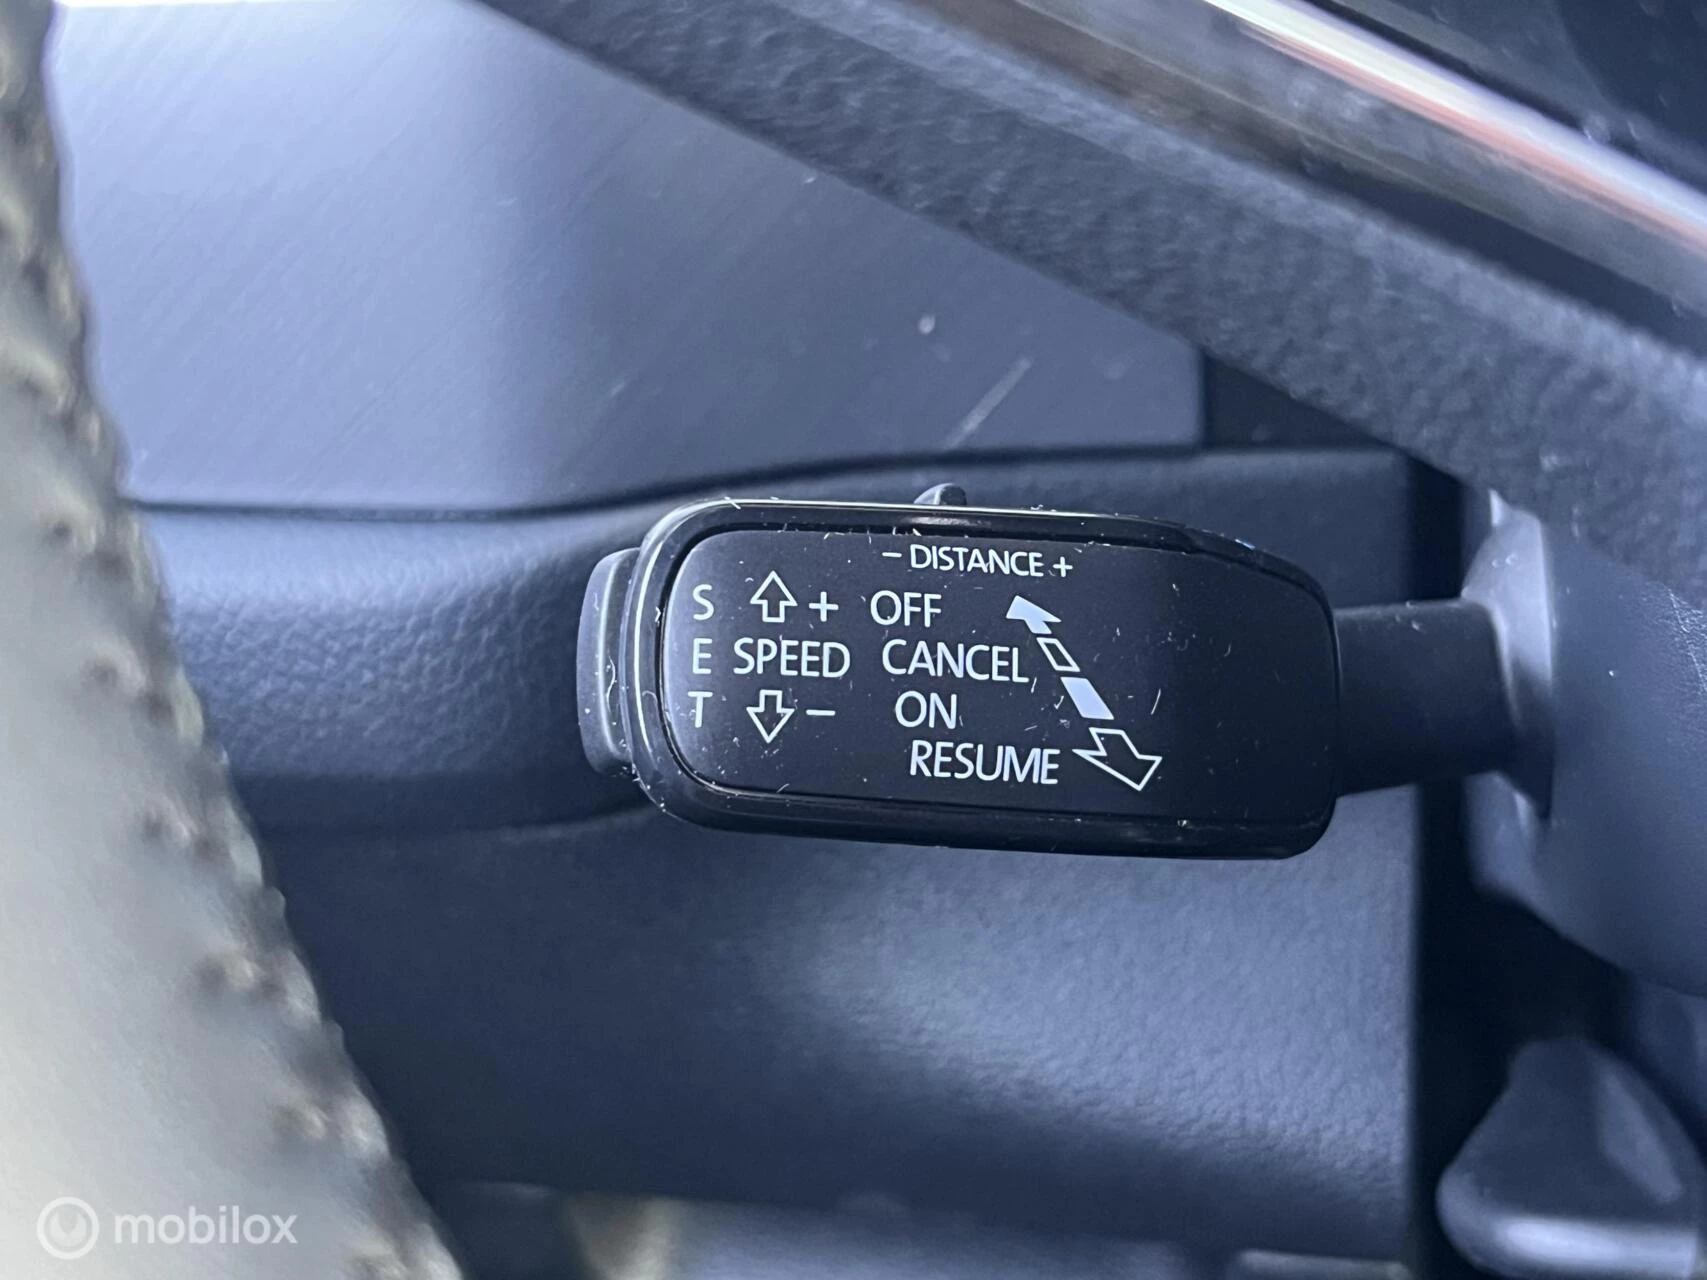 - DISTANCE +
S + OFF
E SPEED CANCEL
T - ON
RESUME
mobilox